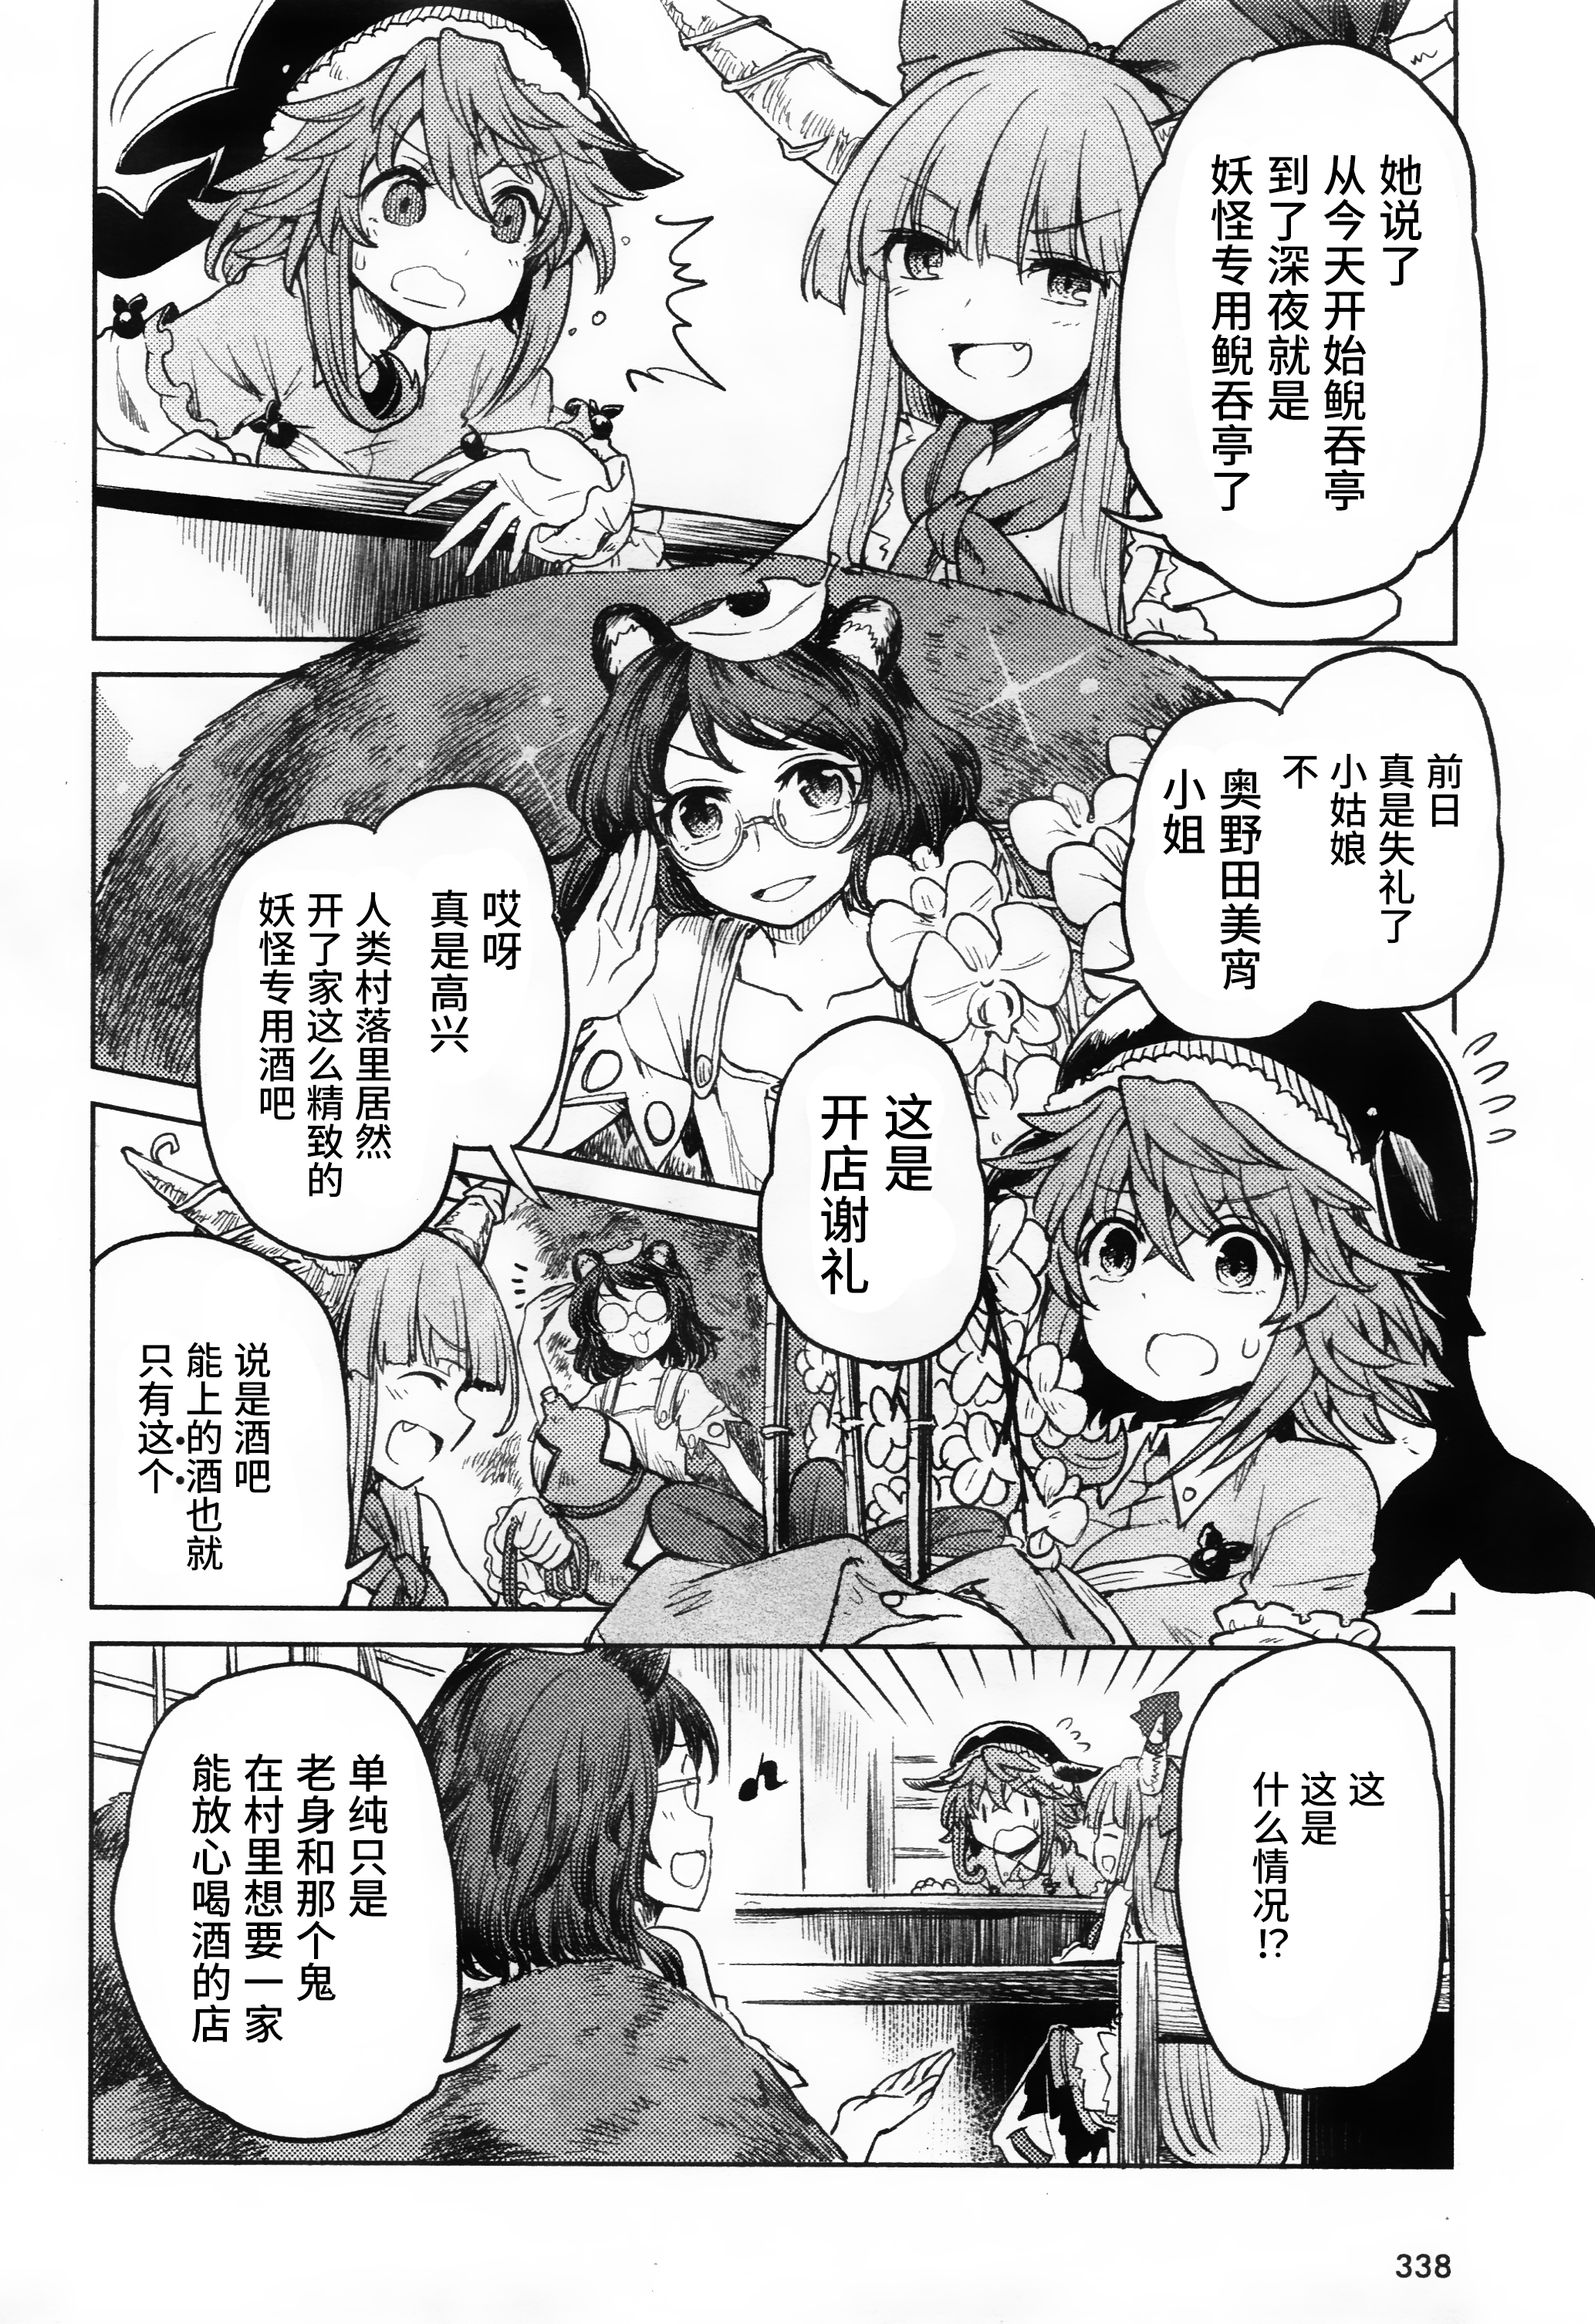 她说了
从今天开始鲵吞亭
到了深夜就是
妖怪专用鲵吞亭了
前日
真是失礼了
小姑娘
不
奥野田美宵
小姐
这是
开店谢礼
哎呀
真是高兴
人类村落里居然
开了家这么精致的
妖怪专用酒吧
说是酒吧
能上的酒也就
只有这个
这
这是
什么情况!?
单纯只是
老身和那个鬼
在村里想要一家
能放心喝酒的店
338